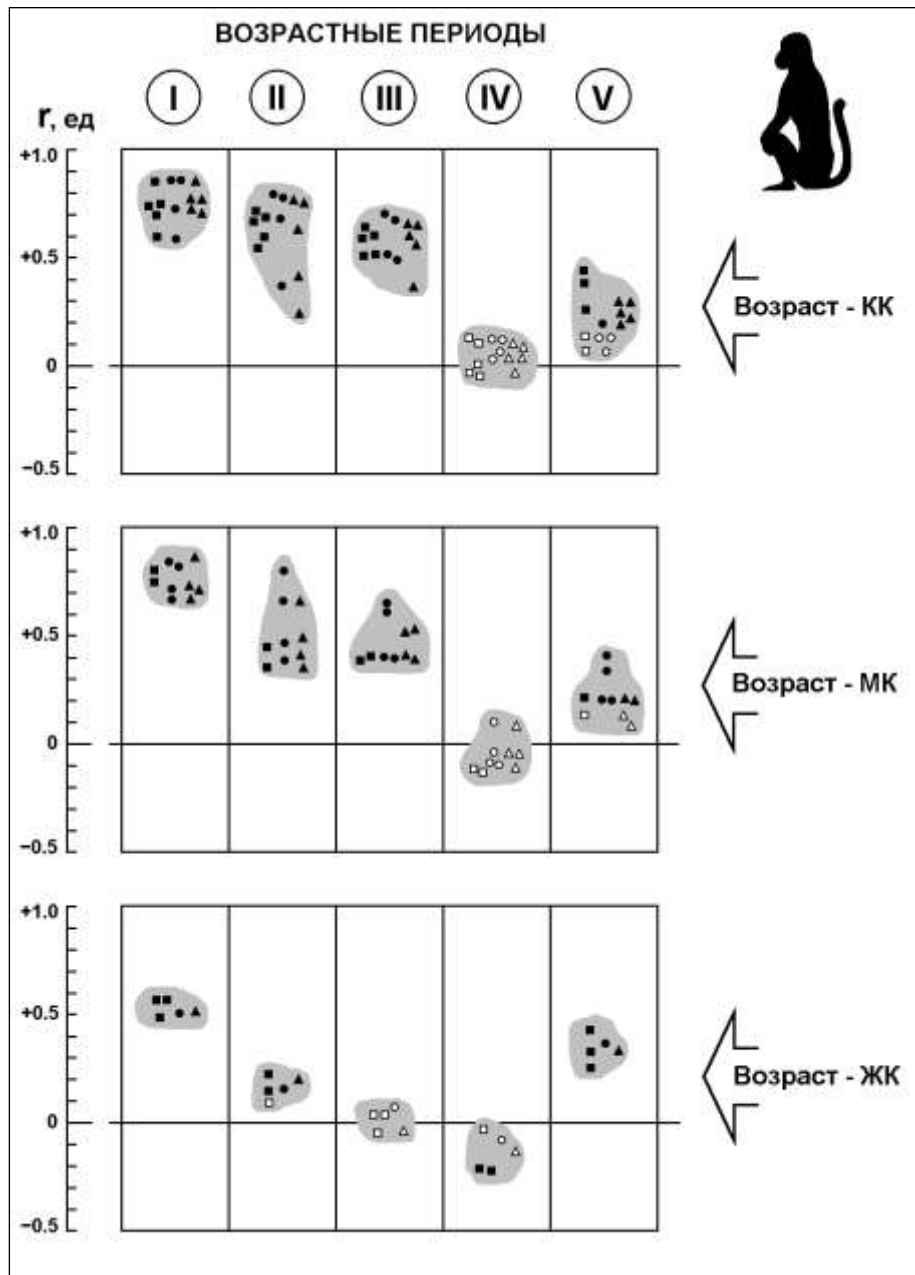 ВОЗРАСТНЫЕ ПЕРИОДЫ
I II III IV V
r, ед
+1.0
+0.5
0
−0.5
Возраст - КК
+1.0
+0.5
0
−0.5
Возраст - МК
+1.0
+0.5
0
−0.5
Возраст - ЖК